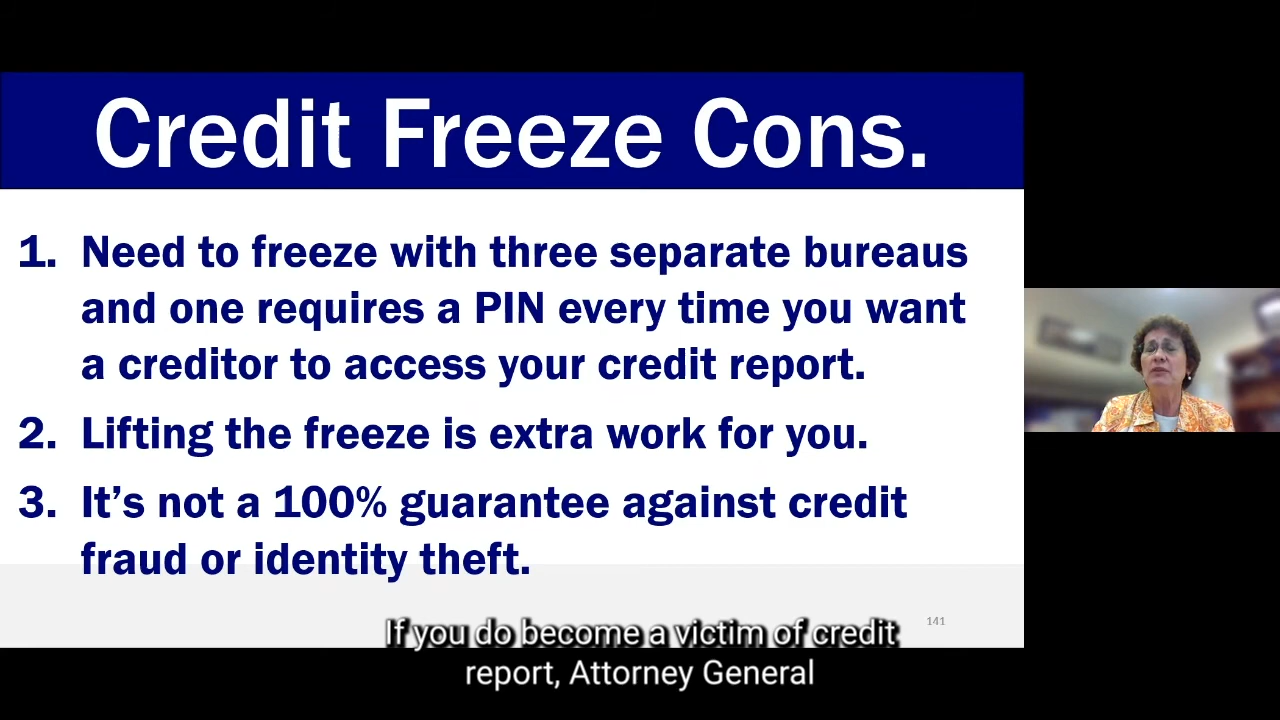 Credit Freeze Cons.
1. Need to freeze with three separate bureaus
and one requires a PIN every time you want
a creditor to access your credit report.
2. Lifting the freeze is extra work for you.
3. It’s not a 100% guarantee against credit
fraud or identity theft.
141
If you do become a victim of credit
report, Attorney General